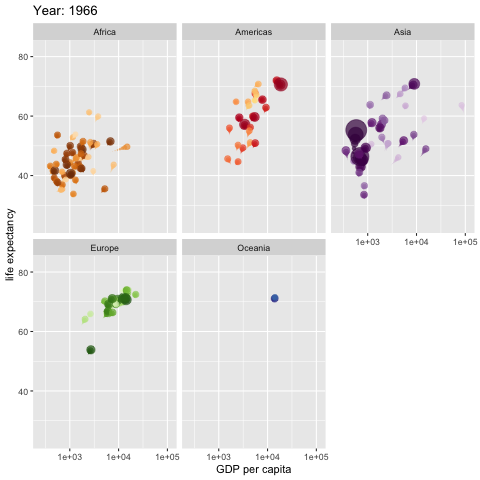 Year: 1966
Africa Americas Asia
80
60
40
1e+03 1e+04 1e+05
life expectancy
Europe Oceania
80
60
40
1e+03 1e+04 1e+05 1e+03 1e+04 1e+05
GDP per capita